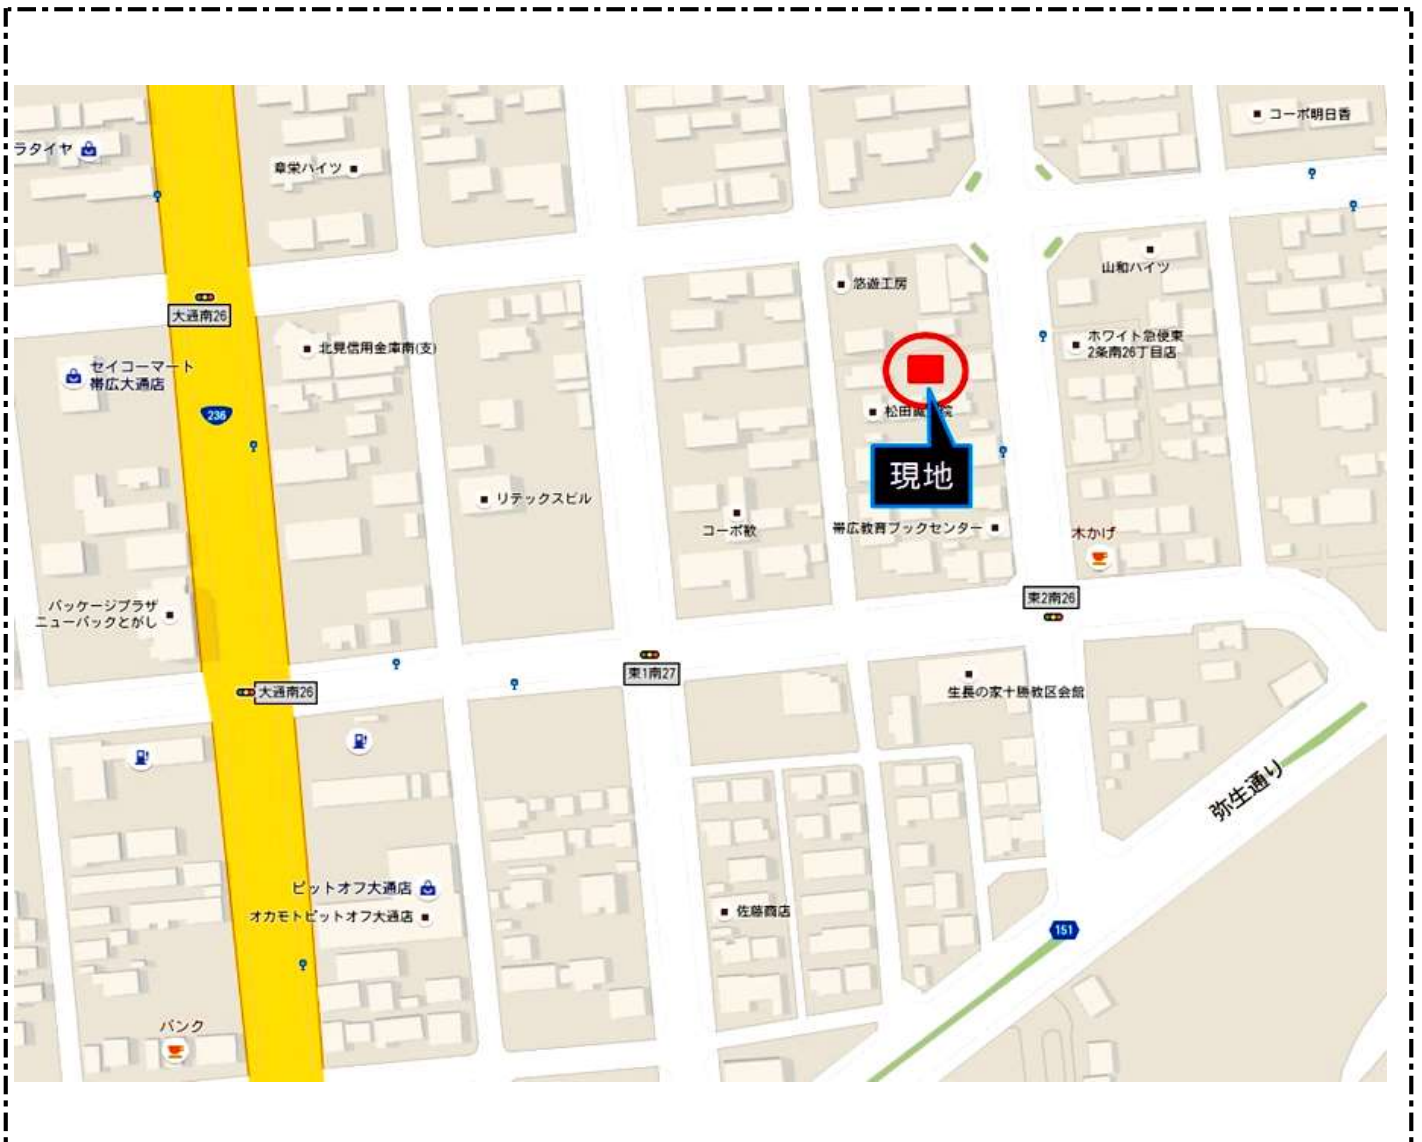 コーポ明日香
ラタイヤ
章栄ハイツ
山和ハイツ
悠遊工房
大通南26
北見信用金庫南(支)
ホワイト急便東
2条南26丁目店
セイコーマート
帯広大通店
236
現地
リテックスビル
コーポ歓
帯広教育ブックセンター
木かげ
東2南26
パッケージプラザ
ニューパックとがし
東1南27
大通南26
生長の家十勝教区会館
弥生通り
ピットオフ大通店
オカモトピットオフ大通店
佐藤商店
151
バンク